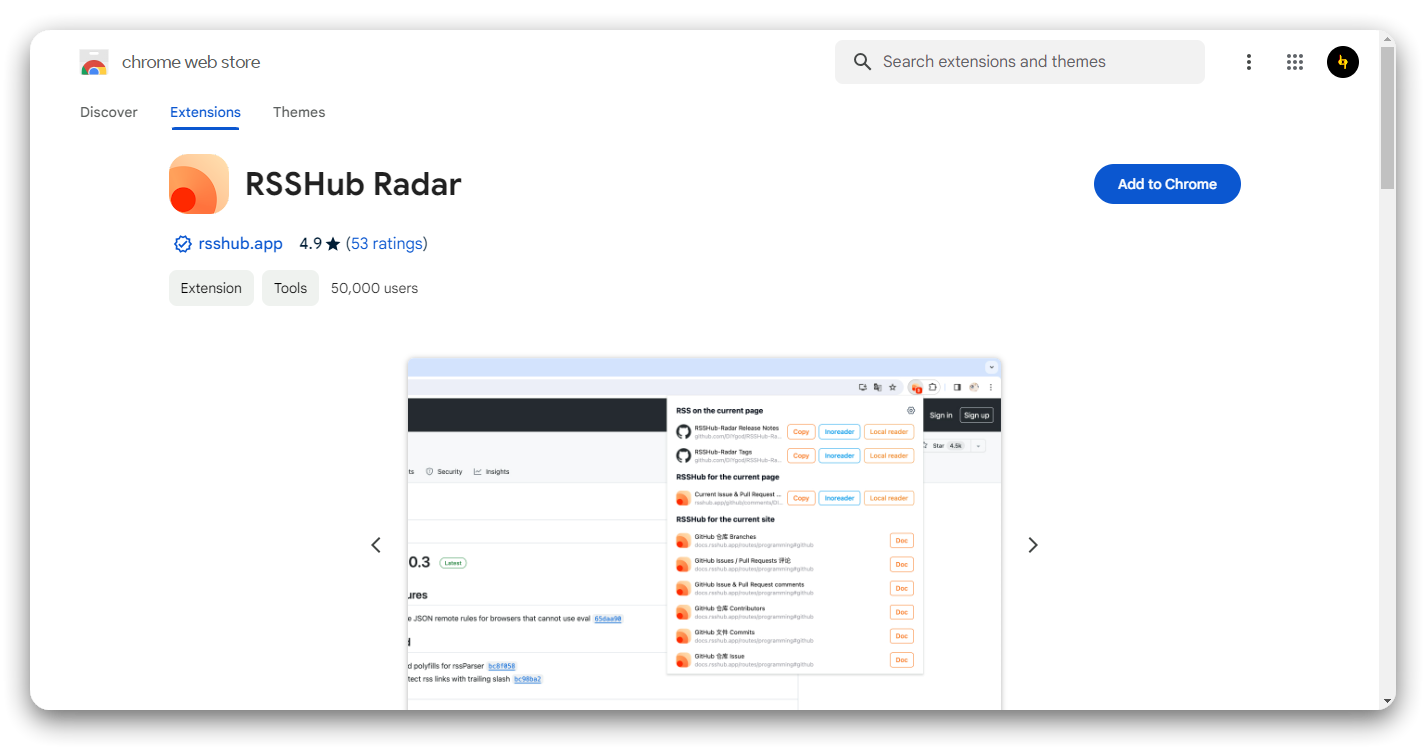 chrome web store
Search extensions and themes
Discover Extensions Themes
RSSHub Radar
Add to Chrome
rsshub.app 4.9 ★ (53 ratings)
Extension Tools 50,000 users
RSS on the current page
Sign in Sign up
RSSHub-Radar Release Notes
github.com/DIYgod/RSSHub-Ra...
Copy Inoreader Local reader
Star 4.5k
RSSHub-Radar Tags
github.com/DIYgod/RSSHub-Ra...
Copy Inoreader Local reader
ts Security Insights
RSSHub for the current page
Current Issue & Pull Request ...
Copy Inoreader Local reader
RSSHub for the current site
GitHub 仓库 Branches
docs.rsshub.app/routes/programming#github
Doc
0.3 Latest
GitHub Issues / Pull Requests 评论
docs.rsshub.app/routes/programming#github
Doc
GitHub Issue & Pull Request comments
docs.rsshub.app/routes/programming#github
Doc
ures
GitHub 仓库 Contributors
docs.rsshub.app/routes/programming#github
Doc
e JSON remote rules for browsers that cannot use eval 65daa90
GitHub 文件 Commits
docs.rsshub.app/routes/programming#github
Doc
d
GitHub 仓库 Issue
docs.rsshub.app/routes/programming#github
Doc
d polyfills for rssParser bc8f058
tect rss links with trailing slash bc90ba2